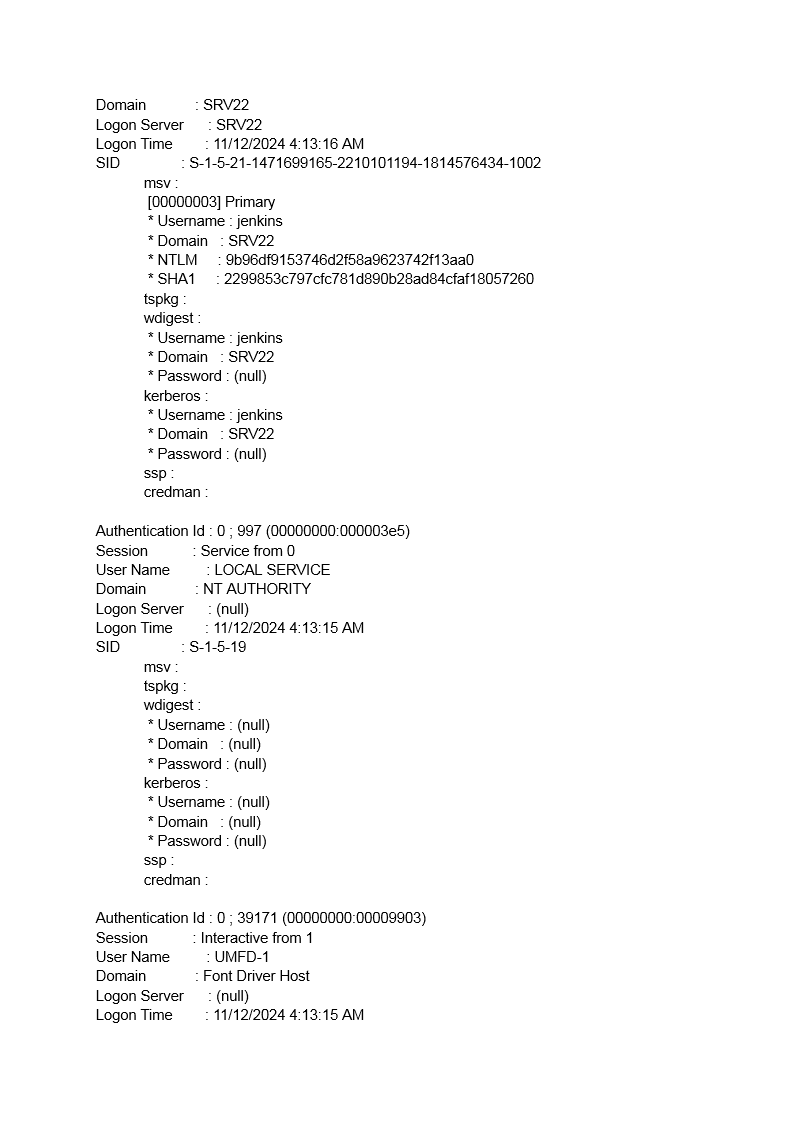 Domain : SRV22
Logon Server : SRV22
Logon Time : 11/12/2024 4:13:16 AM
SID : S-1-5-21-1471699165-2210101194-1814576434-1002
msv :
[00000003] Primary
* Username : jenkins
* Domain : SRV22
* NTLM : 9b96df9153746d2f58a9623742f13aa0
* SHA1 : 2299853c797cfc781d890b28ad84cfaf18057260
tspkg :
wdigest :
* Username : jenkins
* Domain : SRV22
* Password : (null)
kerberos :
* Username : jenkins
* Domain : SRV22
* Password : (null)
ssp :
credman :
Authentication Id : 0 ; 997 (00000000:000003e5)
Session : Service from 0
User Name : LOCAL SERVICE
Domain : NT AUTHORITY
Logon Server : (null)
Logon Time : 11/12/2024 4:13:15 AM
SID : S-1-5-19
msv :
tspkg :
wdigest :
* Username : (null)
* Domain : (null)
* Password : (null)
kerberos :
* Username : (null)
* Domain : (null)
* Password : (null)
ssp :
credman :
Authentication Id : 0 ; 39171 (00000000:00009903)
Session : Interactive from 1
User Name : UMFD-1
Domain : Font Driver Host
Logon Server : (null)
Logon Time : 11/12/2024 4:13:15 AM